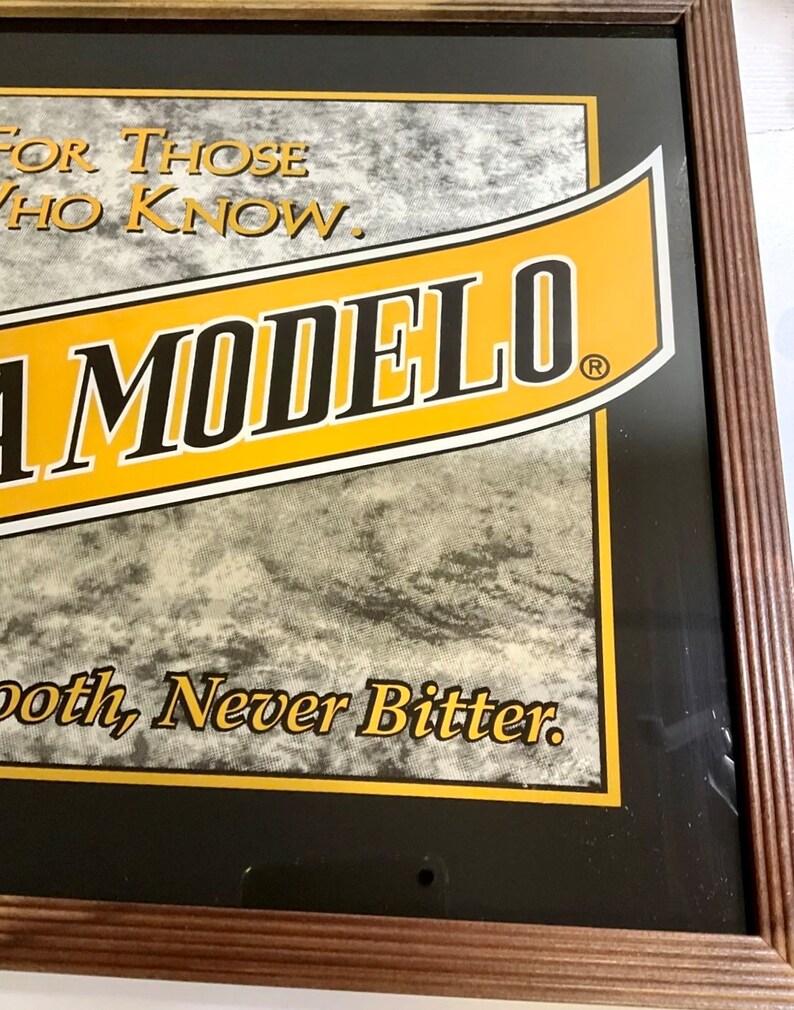 FOR THOSE
WHO KNOW.
A MODELO®
ooth, Never Bitter.